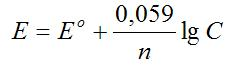 E = E° + 0,059/n lg C